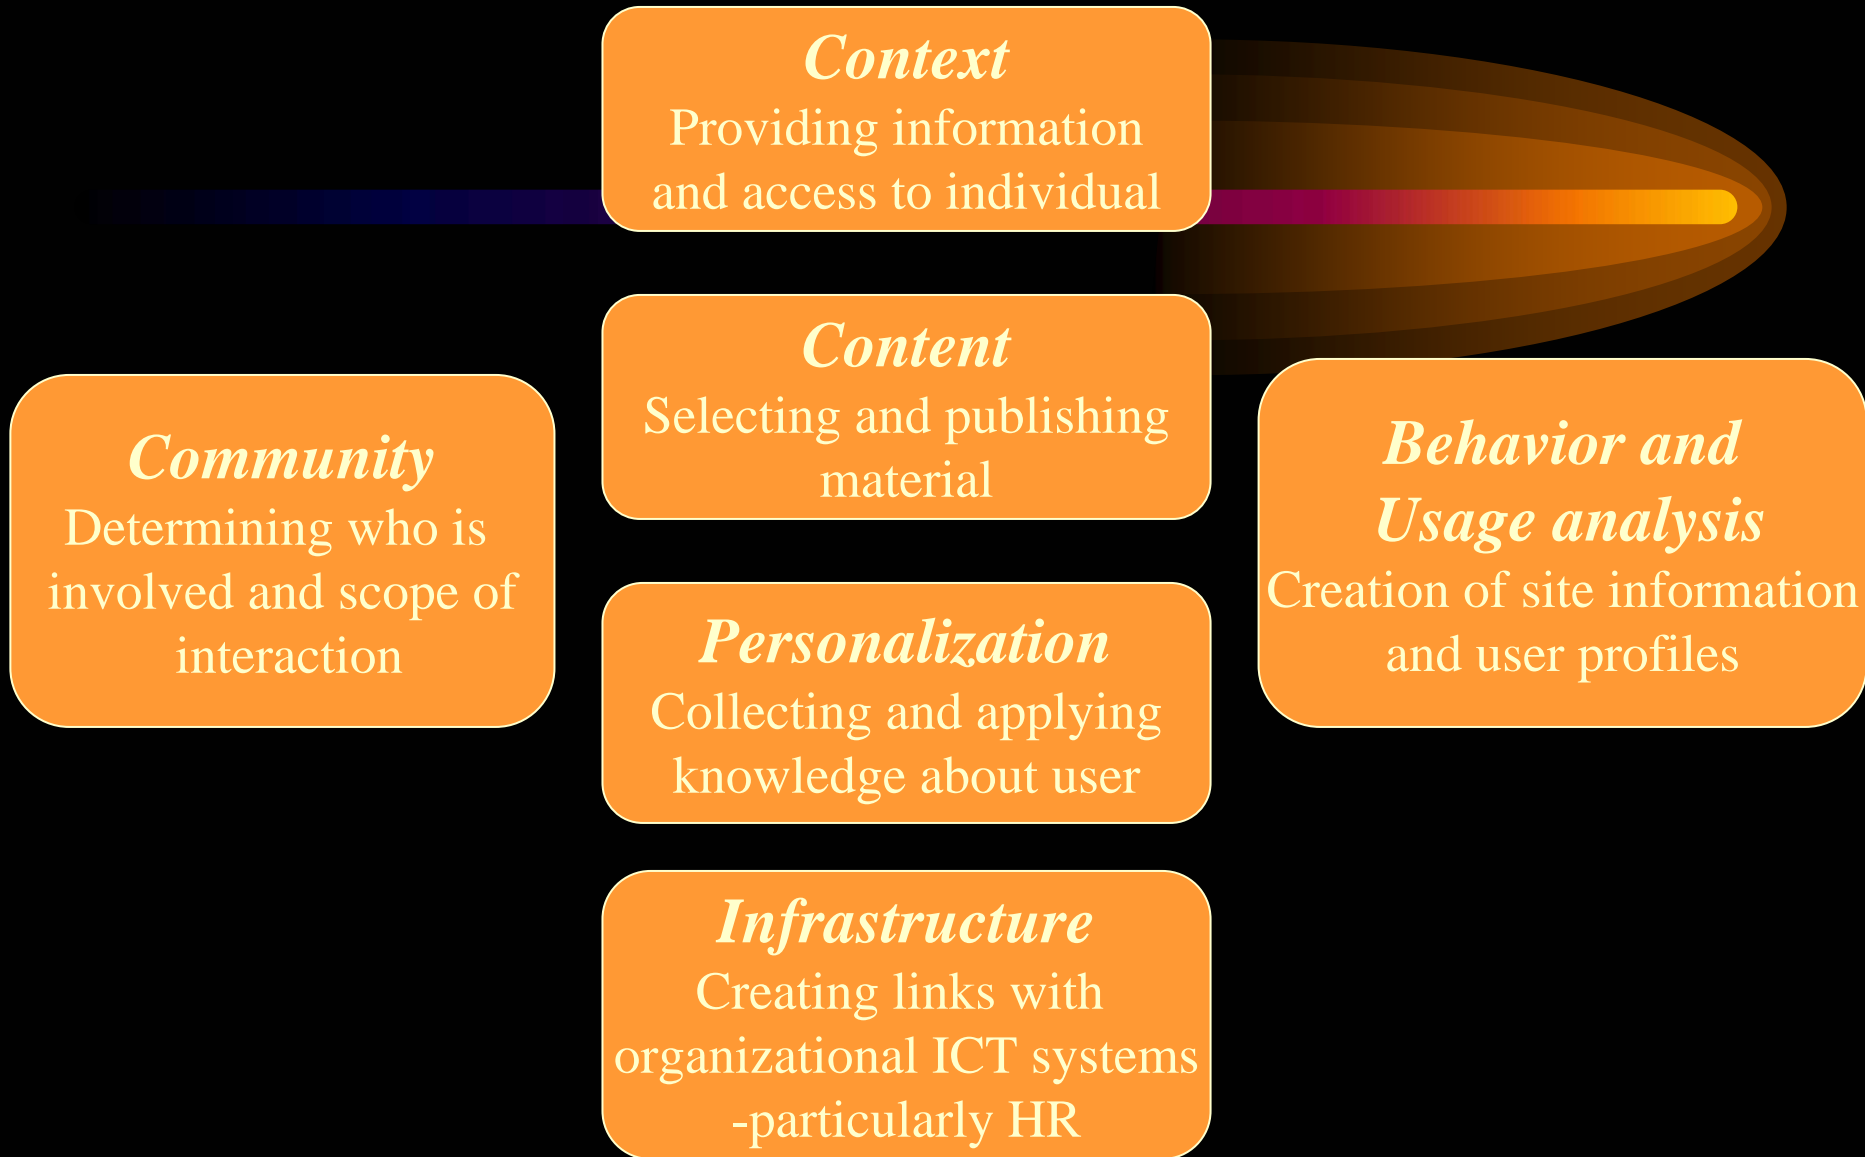 Context
Providing information
and access to individual
Content
Selecting and publishing
material
Community
Determining who is
involved and scope of
interaction
Behavior and
Usage analysis
Creation of site information
and user profiles
Personalization
Collecting and applying
knowledge about user
Infrastructure
Creating links with
organizational ICT systems
-particularly HR